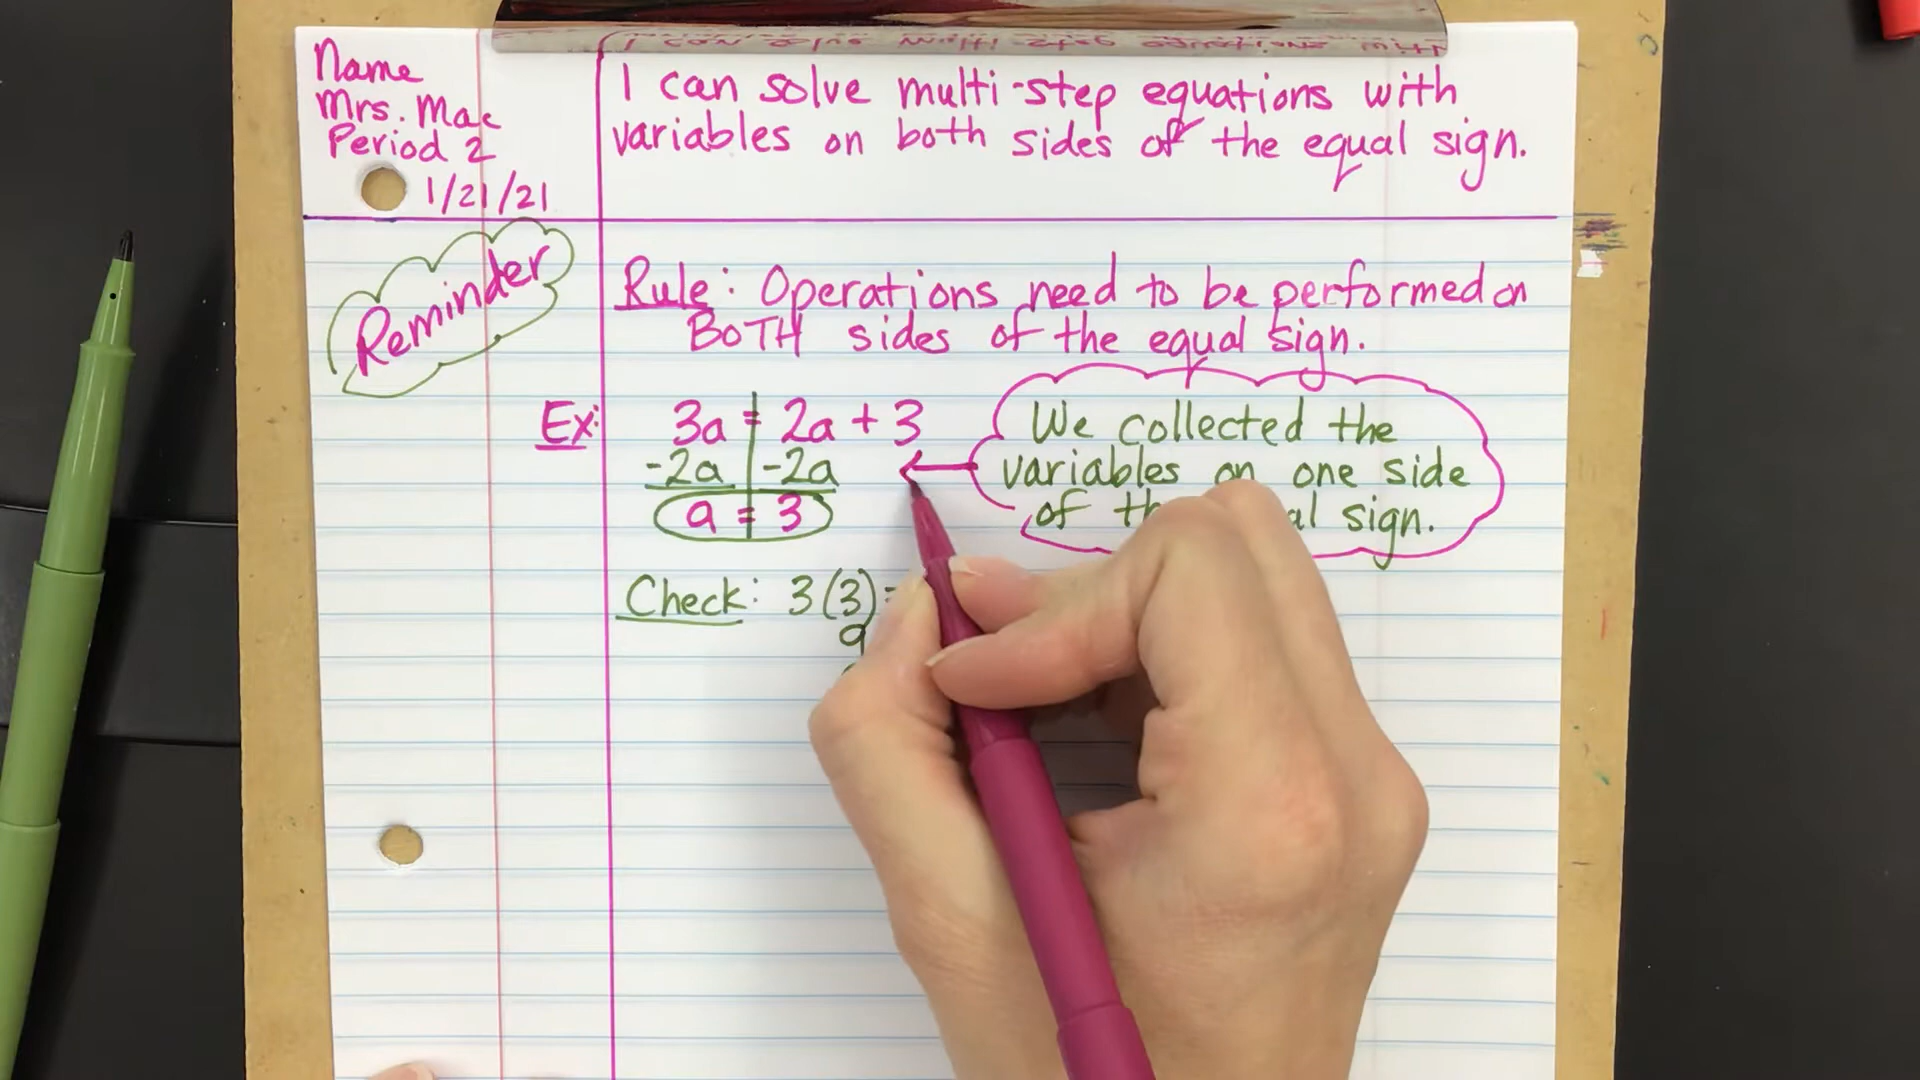 Name
Mrs. Mac
Period 2
1/21/21
I can solve multi-step equations with
variables on both sides of the equal sign.
Reminder
Rule: Operations need to be performed on
BOTH sides of the equal sign.
Ex: 3a = 2a + 3
-2a -2a
a = 3
We collected the
variables on one side
of sign.
Check: 3(3) =
9